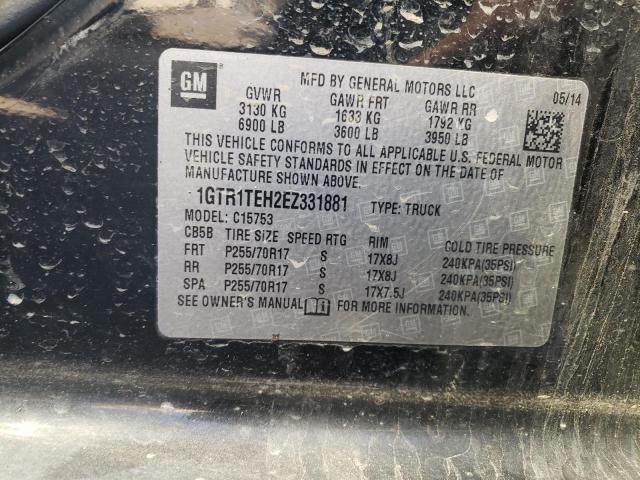 GM
MFD BY GENERAL MOTORS LLC
05/14
GVWR GAWR FRT GAWR RR
3130 KG 1633 KG 1792 KG
6900 LB 3600 LB 3950 LB
THIS VEHICLE CONFORMS TO ALL APPLICABLE U.S. FEDERAL MOTOR
VEHICLE SAFETY STANDARDS IN EFFECT ON THE DATE OF
MANUFACTURE SHOWN ABOVE.
1GTR1TEH2EZ331881 TYPE: TRUCK
MODEL: C15753
CB5B TIRE SIZE SPEED RTG RIM COLD TIRE PRESSURE
FRT P255/70R17 S 17X8J 240KPA(35PSI)
RR P255/70R17 S 17X8J 240KPA(35PSI)
SPA P255/70R17 S 17X7.5J 240KPA(35PSI)
SEE OWNER'S MANUAL FOR MORE INFORMATION.